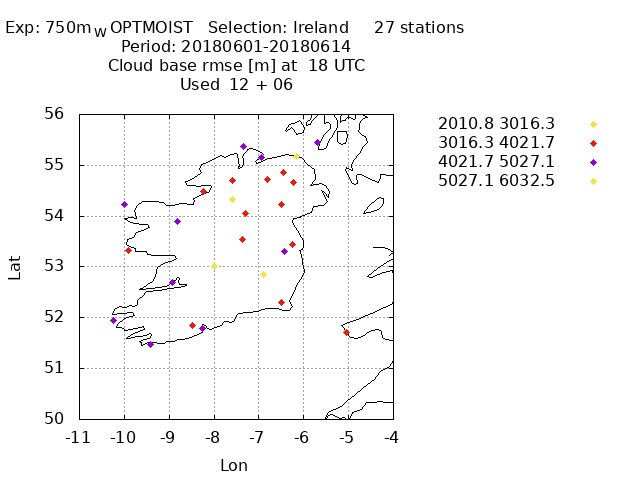 Exp: 750m_W OPTMOIST Selection: Ireland 27 stations
Period: 20180601-20180614
Cloud base rmse [m] at 18 UTC
Used 12 + 06
56
55
54
53
52
51
50
-11 -10 -9 -8 -7 -6 -5 -4
Lat
Lon
2010.8 3016.3
3016.3 4021.7
4021.7 5027.1
5027.1 6032.5